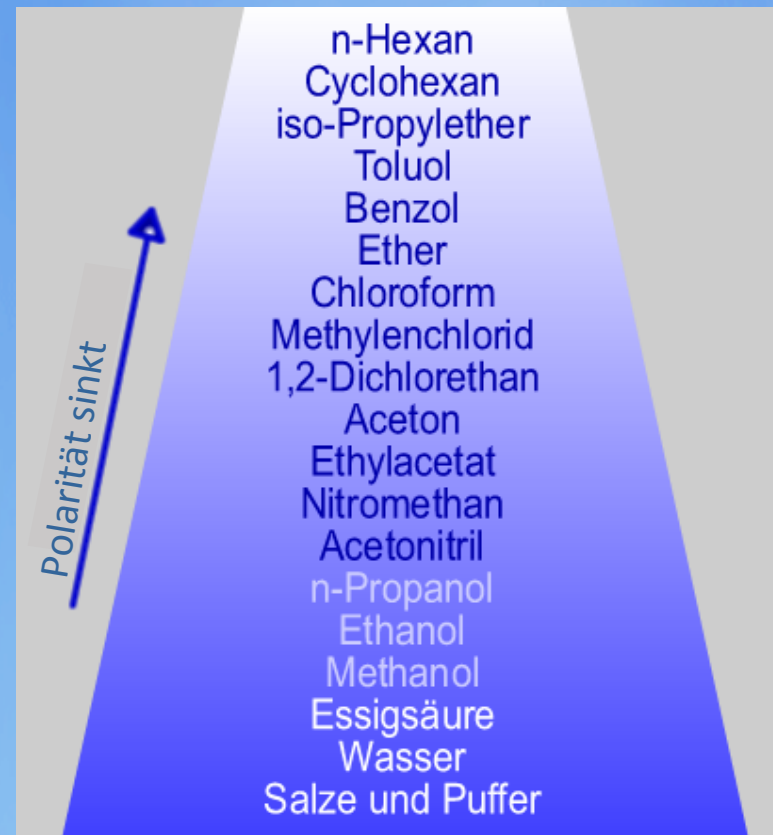 n-Hexan
Cyclohexan
iso-Propylether
Toluol
Benzol
Ether
Chloroform
Methylenchlorid
1,2-Dichlorethan
Aceton
Ethylacetat
Nitromethan
Acetonitril
n-Propanol
Ethanol
Methanol
Essigsäure
Wasser
Salze und Puffer
Polarität sinkt